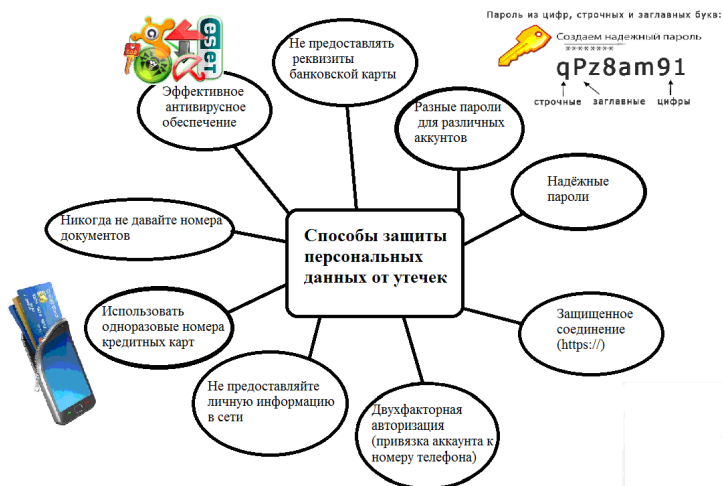 Пароль из цифр, строчных и заглавных букв:
Создаем надежный пароль
********
qPz8am91
строчные заглавные цифры
eset
Эффективное
антивирусное
обеспечение
Не предоставлять
реквизиты
банковской карты
Разные пароли
для различных
аккунтов
Надёжные
пароли
Никогда не давайте номера
документов
Способы защиты
персональных
данных от утечек
Использовать
одноразовые номера
кредитных карт
Защищенное
соединение
(https://)
Не предоставляйте
личную информацию
в сети
Двухфакторная
авторизация
(привязка аккаунта к
номеру телефона)